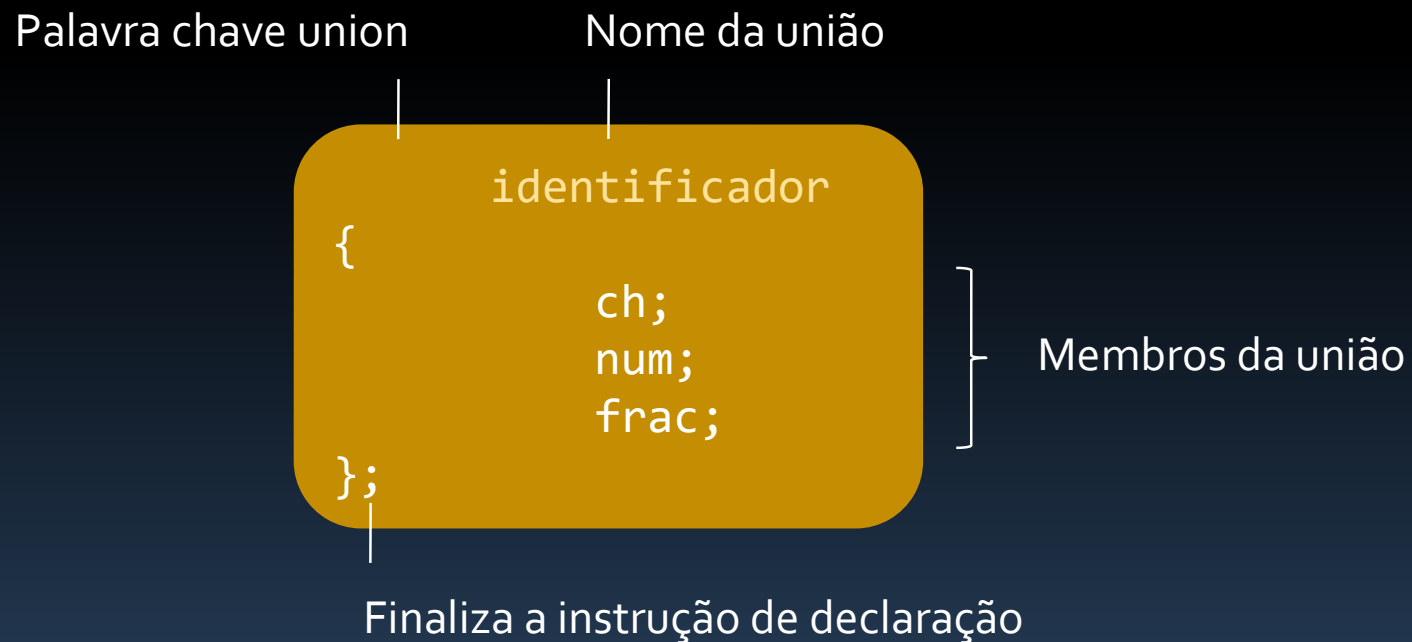 Palavra chave union
Nome da união
identificador
{
ch;
num;
frac;
};
Membros da união
Finaliza a instrução de declaração